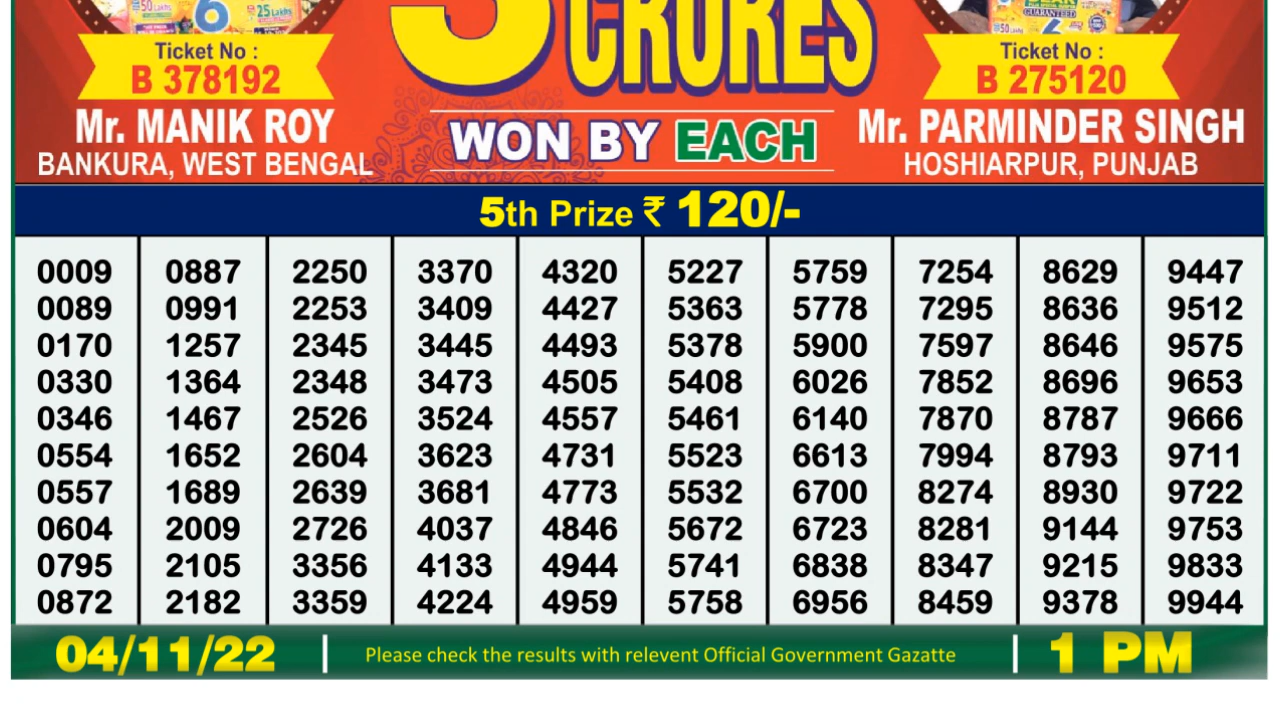 ₹50 Lakhs
6
₹25 Lakhs
Ticket No :
B 378192
Mr. MANIK ROY
BANKURA, WEST BENGAL
CRORES
WON BY EACH
GUARANTEED
Ticket No :
B 275120
Mr. PARMINDER SINGH
HOSHIARPUR, PUNJAB
5th Prize ₹ 120/-
0009 0887 2250 3370 4320 5227 5759 7254 8629 9447
0089 0991 2253 3409 4427 5363 5778 7295 8636 9512
0170 1257 2345 3445 4493 5378 5900 7597 8646 9575
0330 1364 2348 3473 4505 5408 6026 7852 8696 9653
0346 1467 2526 3524 4557 5461 6140 7870 8787 9666
0554 1652 2604 3623 4731 5523 6613 7994 8793 9711
0557 1689 2639 3681 4773 5532 6700 8274 8930 9722
0604 2009 2726 4037 4846 5672 6723 8281 9144 9753
0795 2105 3356 4133 4944 5741 6838 8347 9215 9833
0872 2182 3359 4224 4959 5758 6956 8459 9378 9944
04/11/22
Please check the results with relevent Official Government Gazatte
1 PM